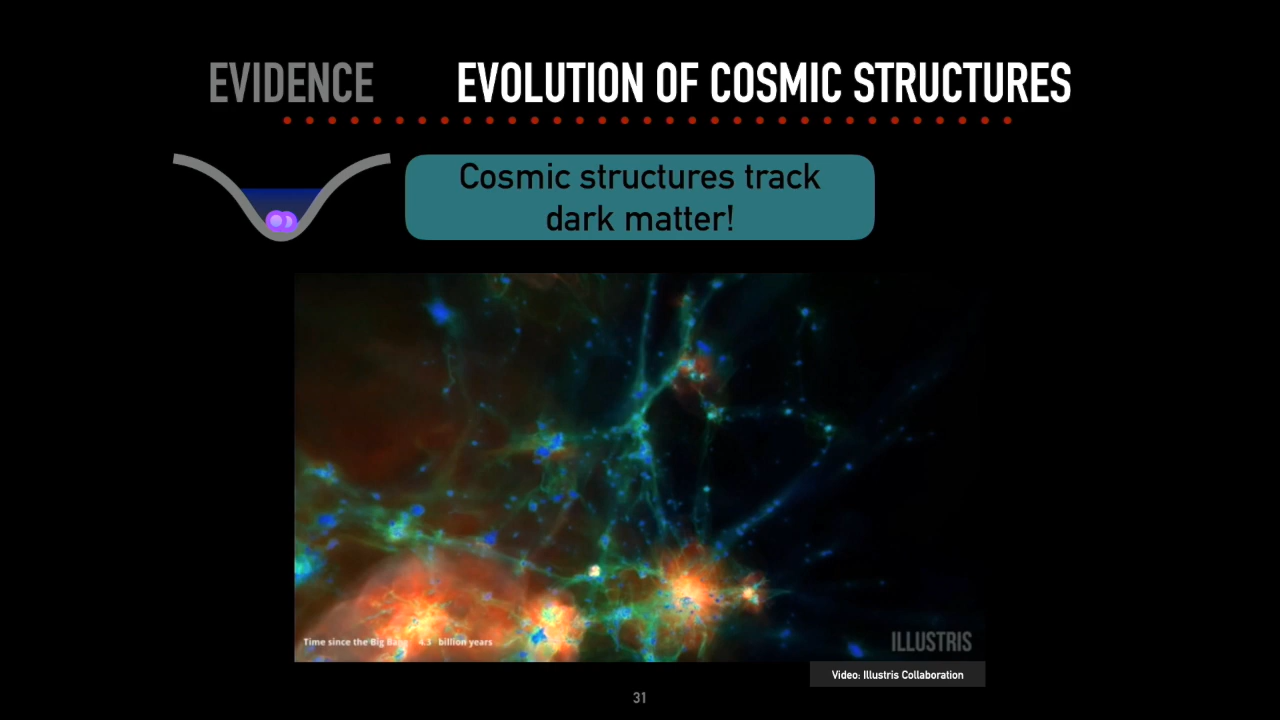 EVIDENCE EVOLUTION OF COSMIC STRUCTURES
Cosmic structures track
dark matter!
Time since the Big Bang 4.3 billion years
ILLUSTRIS
Video: Illustris Collaboration
31